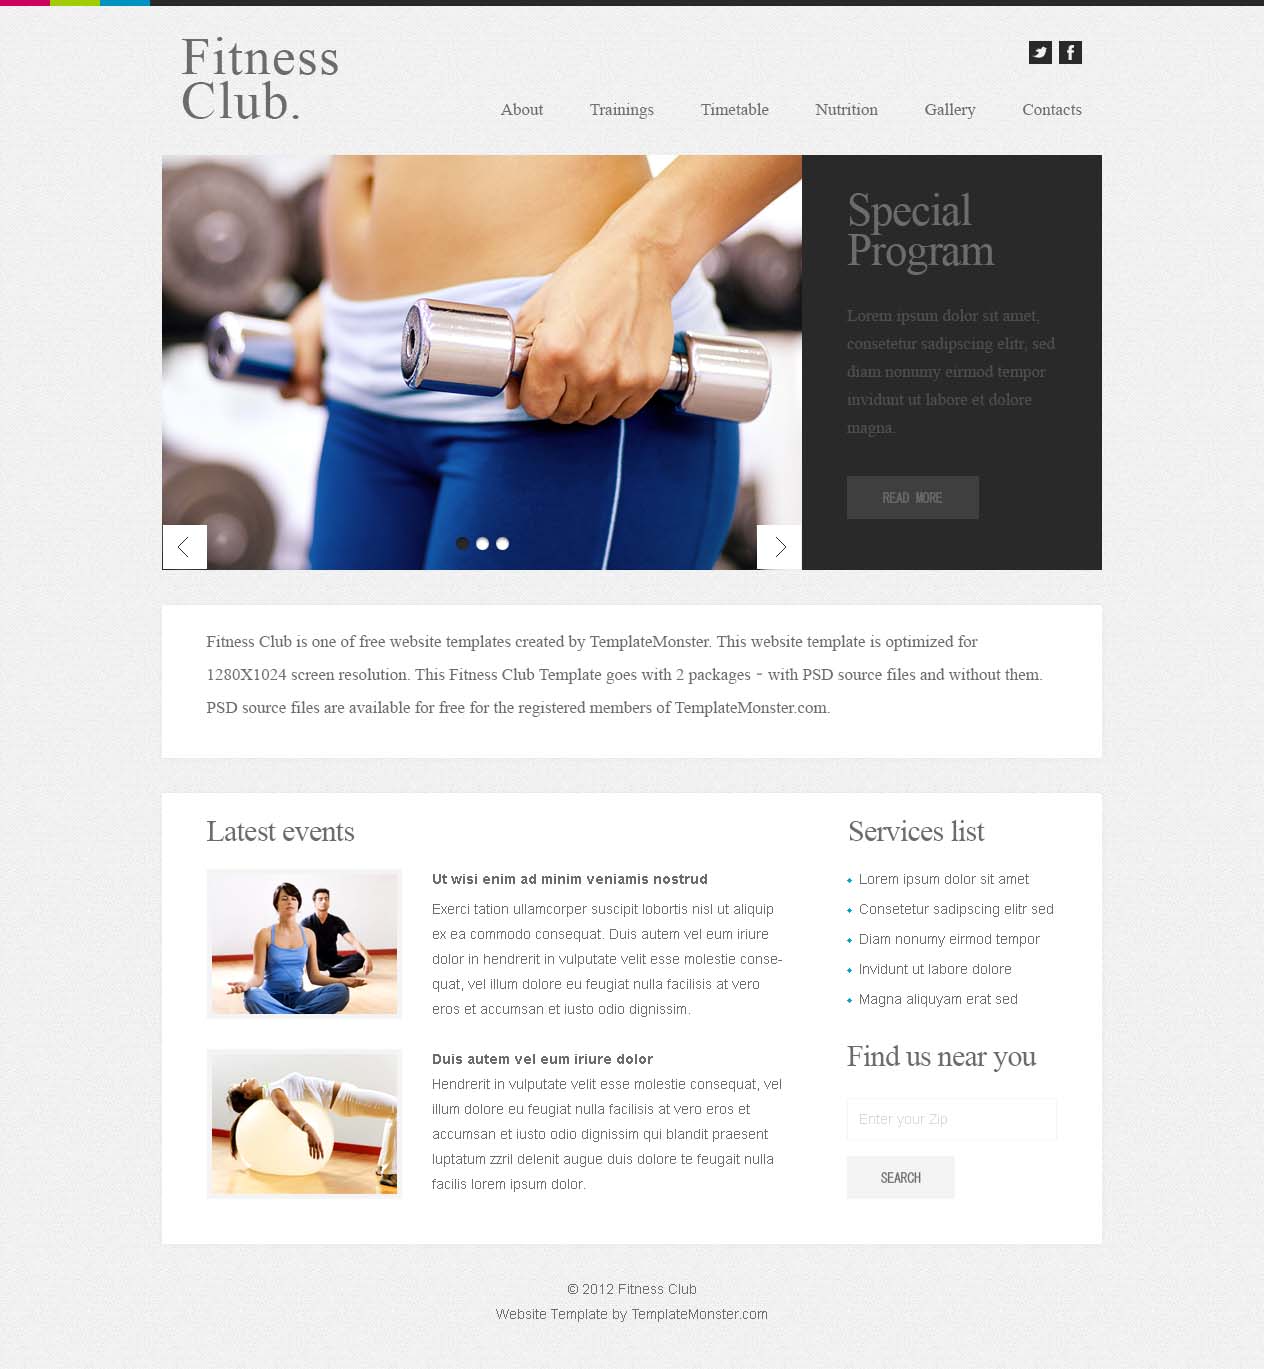 Fitness
Club.
About Trainings Timetable Nutrition Gallery Contacts
Special
Program
Lorem ipsum dolor sit amet,
consetetur sadipscing elitr, sed
diam nonumy eirmod tempor
invidunt ut labore et dolore
magna.
READ MORE
Fitness Club is one of free website templates created by TemplateMonster. This website template is optimized for
1280X1024 screen resolution. This Fitness Club Template goes with 2 packages - with PSD source files and without them.
PSD source files are available for free for the registered members of TemplateMonster.com.
Latest events
Ut wisi enim ad minim veniamis nostrud
Exerci tation ullamcorper suscipit lobortis nisl ut aliquip
ex ea commodo consequat. Duis autem vel eum iriure
dolor in hendrerit in vulputate velit esse molestie conse-
quat, vel illum dolore eu feugiat nulla facilisis at vero
eros et accumsan et iusto odio dignissim.
Duis autem vel eum iriure dolor
Hendrerit in vulputate velit esse molestie consequat, vel
illum dolore eu feugiat nulla facilisis at vero eros et
accumsan et iusto odio dignissim qui blandit praesent
luptatum zzril delenit augue duis dolore te feugait nulla
facilis lorem ipsum dolor.
Services list
Lorem ipsum dolor sit amet
Consetetur sadipscing elitr sed
Diam nonumy eirmod tempor
Invidunt ut labore dolore
Magna aliquyam erat sed
Find us near you
Enter your Zip
SEARCH
© 2012 Fitness Club
Website Template by TemplateMonster.com